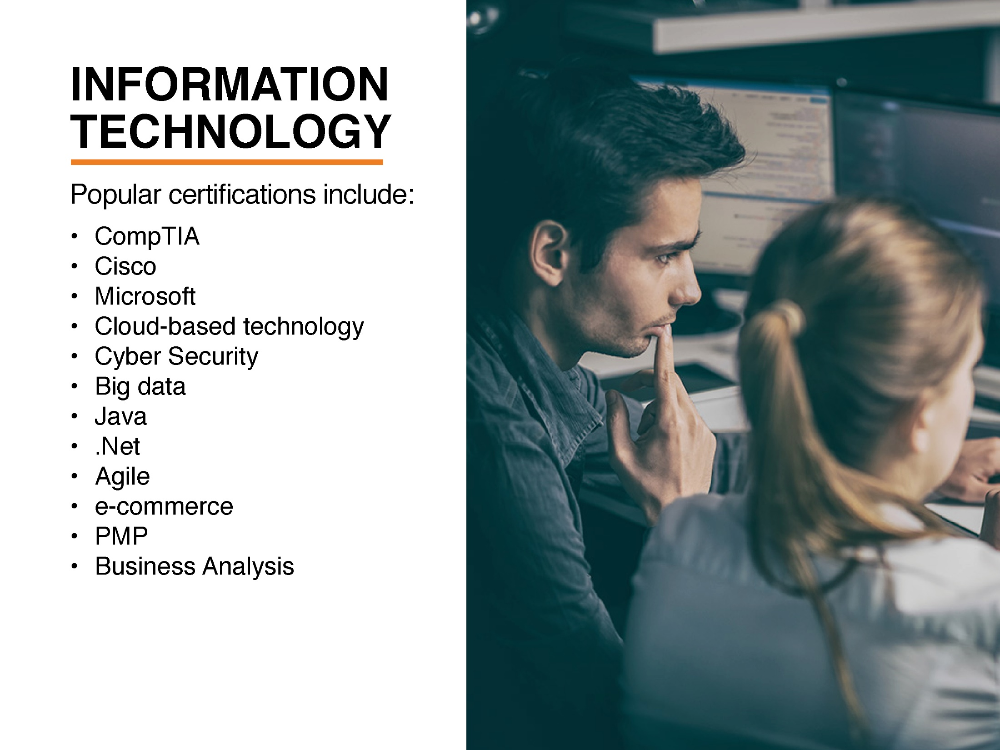 INFORMATION
TECHNOLOGY
Popular certifications include:
• CompTIA
• Cisco
• Microsoft
• Cloud-based technology
• Cyber Security
• Big data
• Java
• .Net
• Agile
• e-commerce
• PMP
• Business Analysis